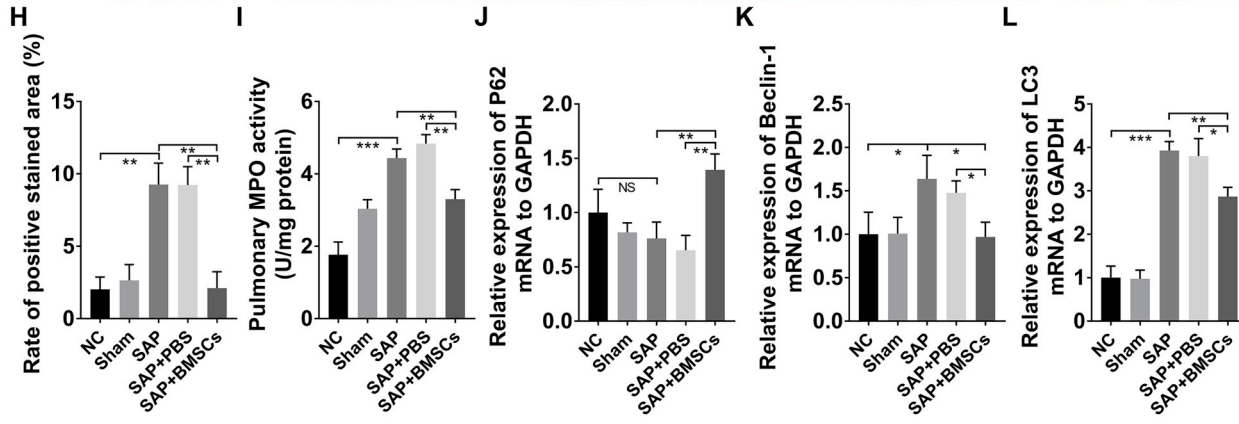 H
Rate of positive stained area (%)
15
10
5
0
**
**
**
NC
Sham
SAP
SAP+PBS
SAP+BMSCs
I
Pulmonary MPO activity
(U/mg protein)
6
4
2
0
***
**
**
NC
Sham
SAP
SAP+PBS
SAP+BMSCs
J
Relative expression of P62
mRNA to GAPDH
2.0
1.5
1.0
0.5
0.0
NS
**
**
NC
Sham
SAP
SAP+PBS
SAP+BMSCs
K
Relative expression of Beclin-1
mRNA to GAPDH
2.5
2.0
1.5
1.0
0.5
0.0
*
*
*
NC
Sham
SAP
SAP+PBS
SAP+BMSCs
L
Relative expression of LC3
mRNA to GAPDH
5
4
3
2
1
0
***
**
*
NC
Sham
SAP
SAP+PBS
SAP+BMSCs